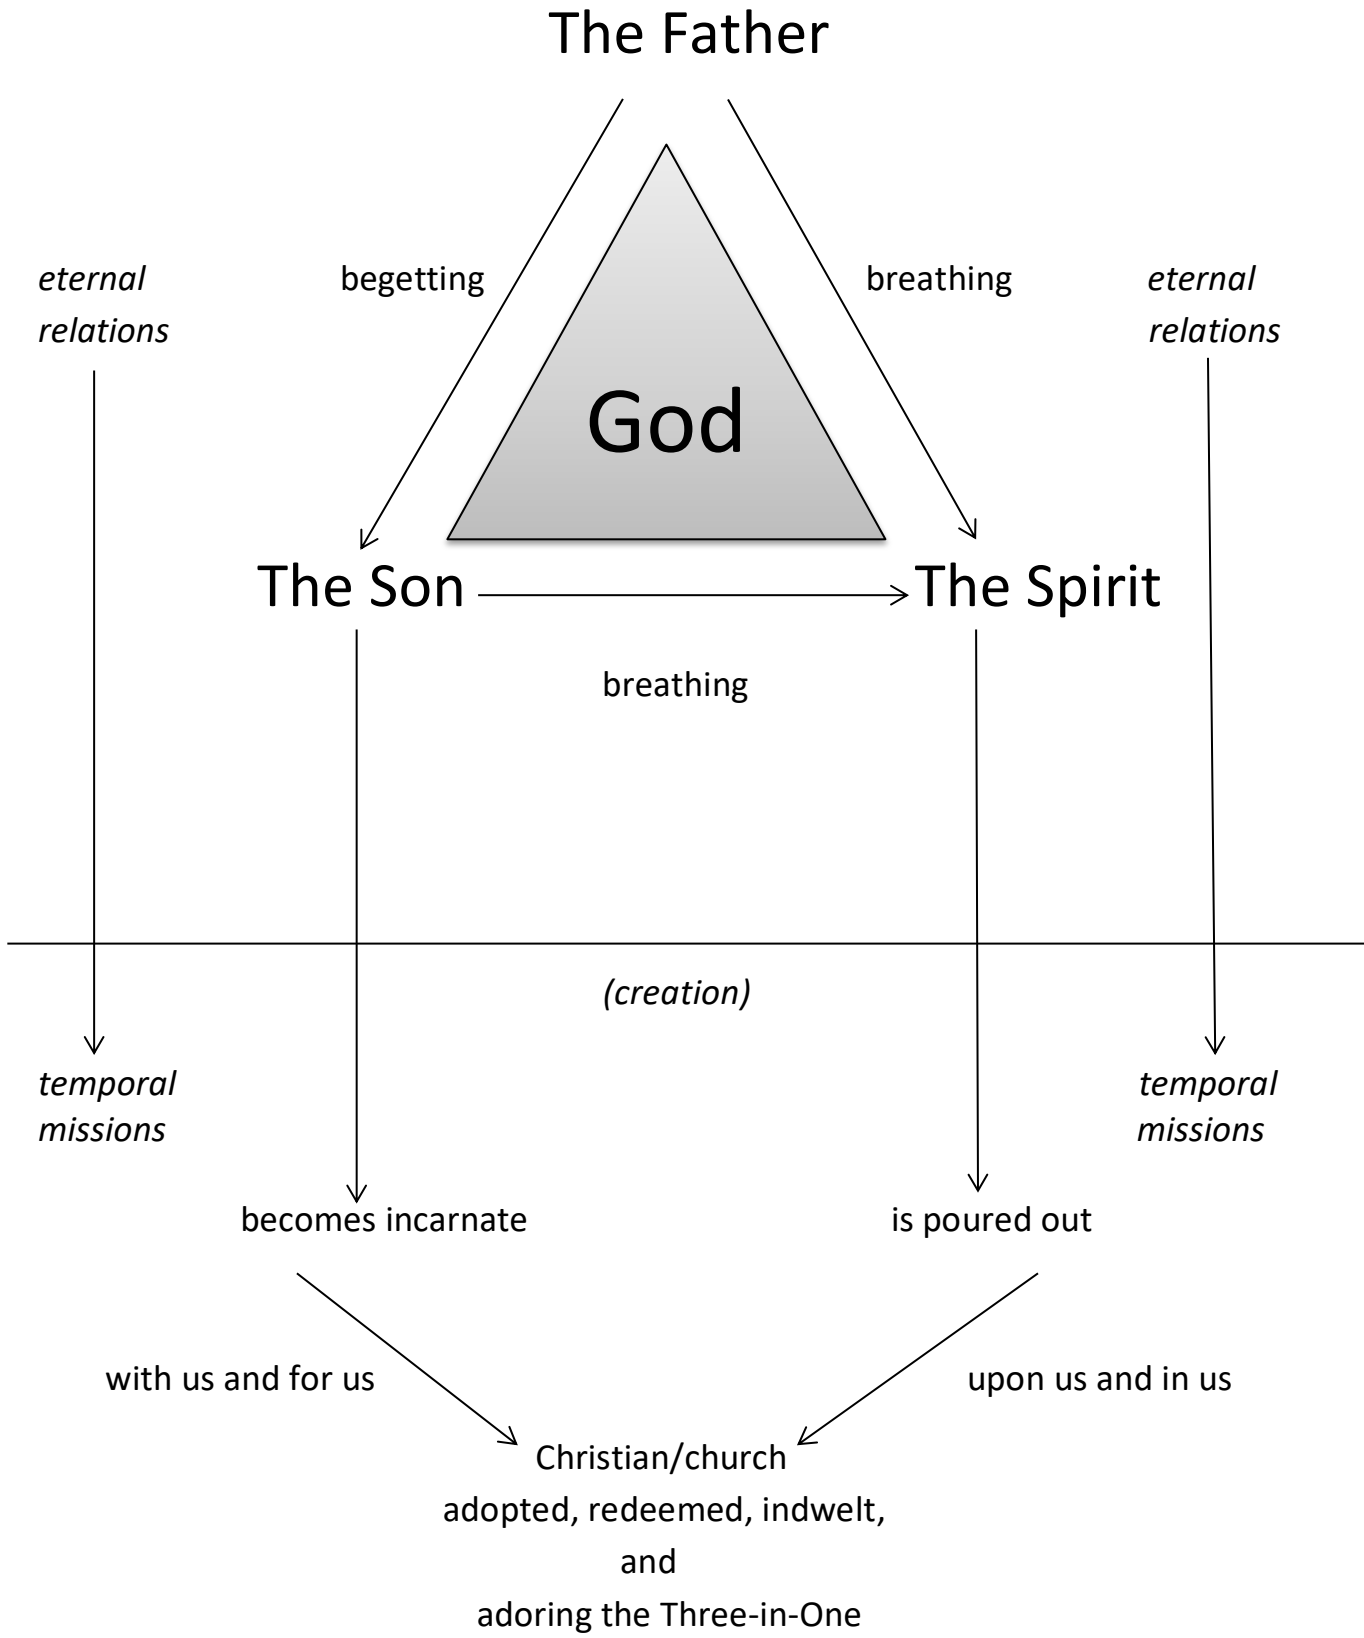 The Father
eternal
relations
begetting
breathing
eternal
relations
God
The Son
The Spirit
breathing
(creation)
temporal
missions
temporal
missions
becomes incarnate
is poured out
with us and for us
upon us and in us
Christian/church
adopted, redeemed, indwelt,
and
adoring the Three-in-One